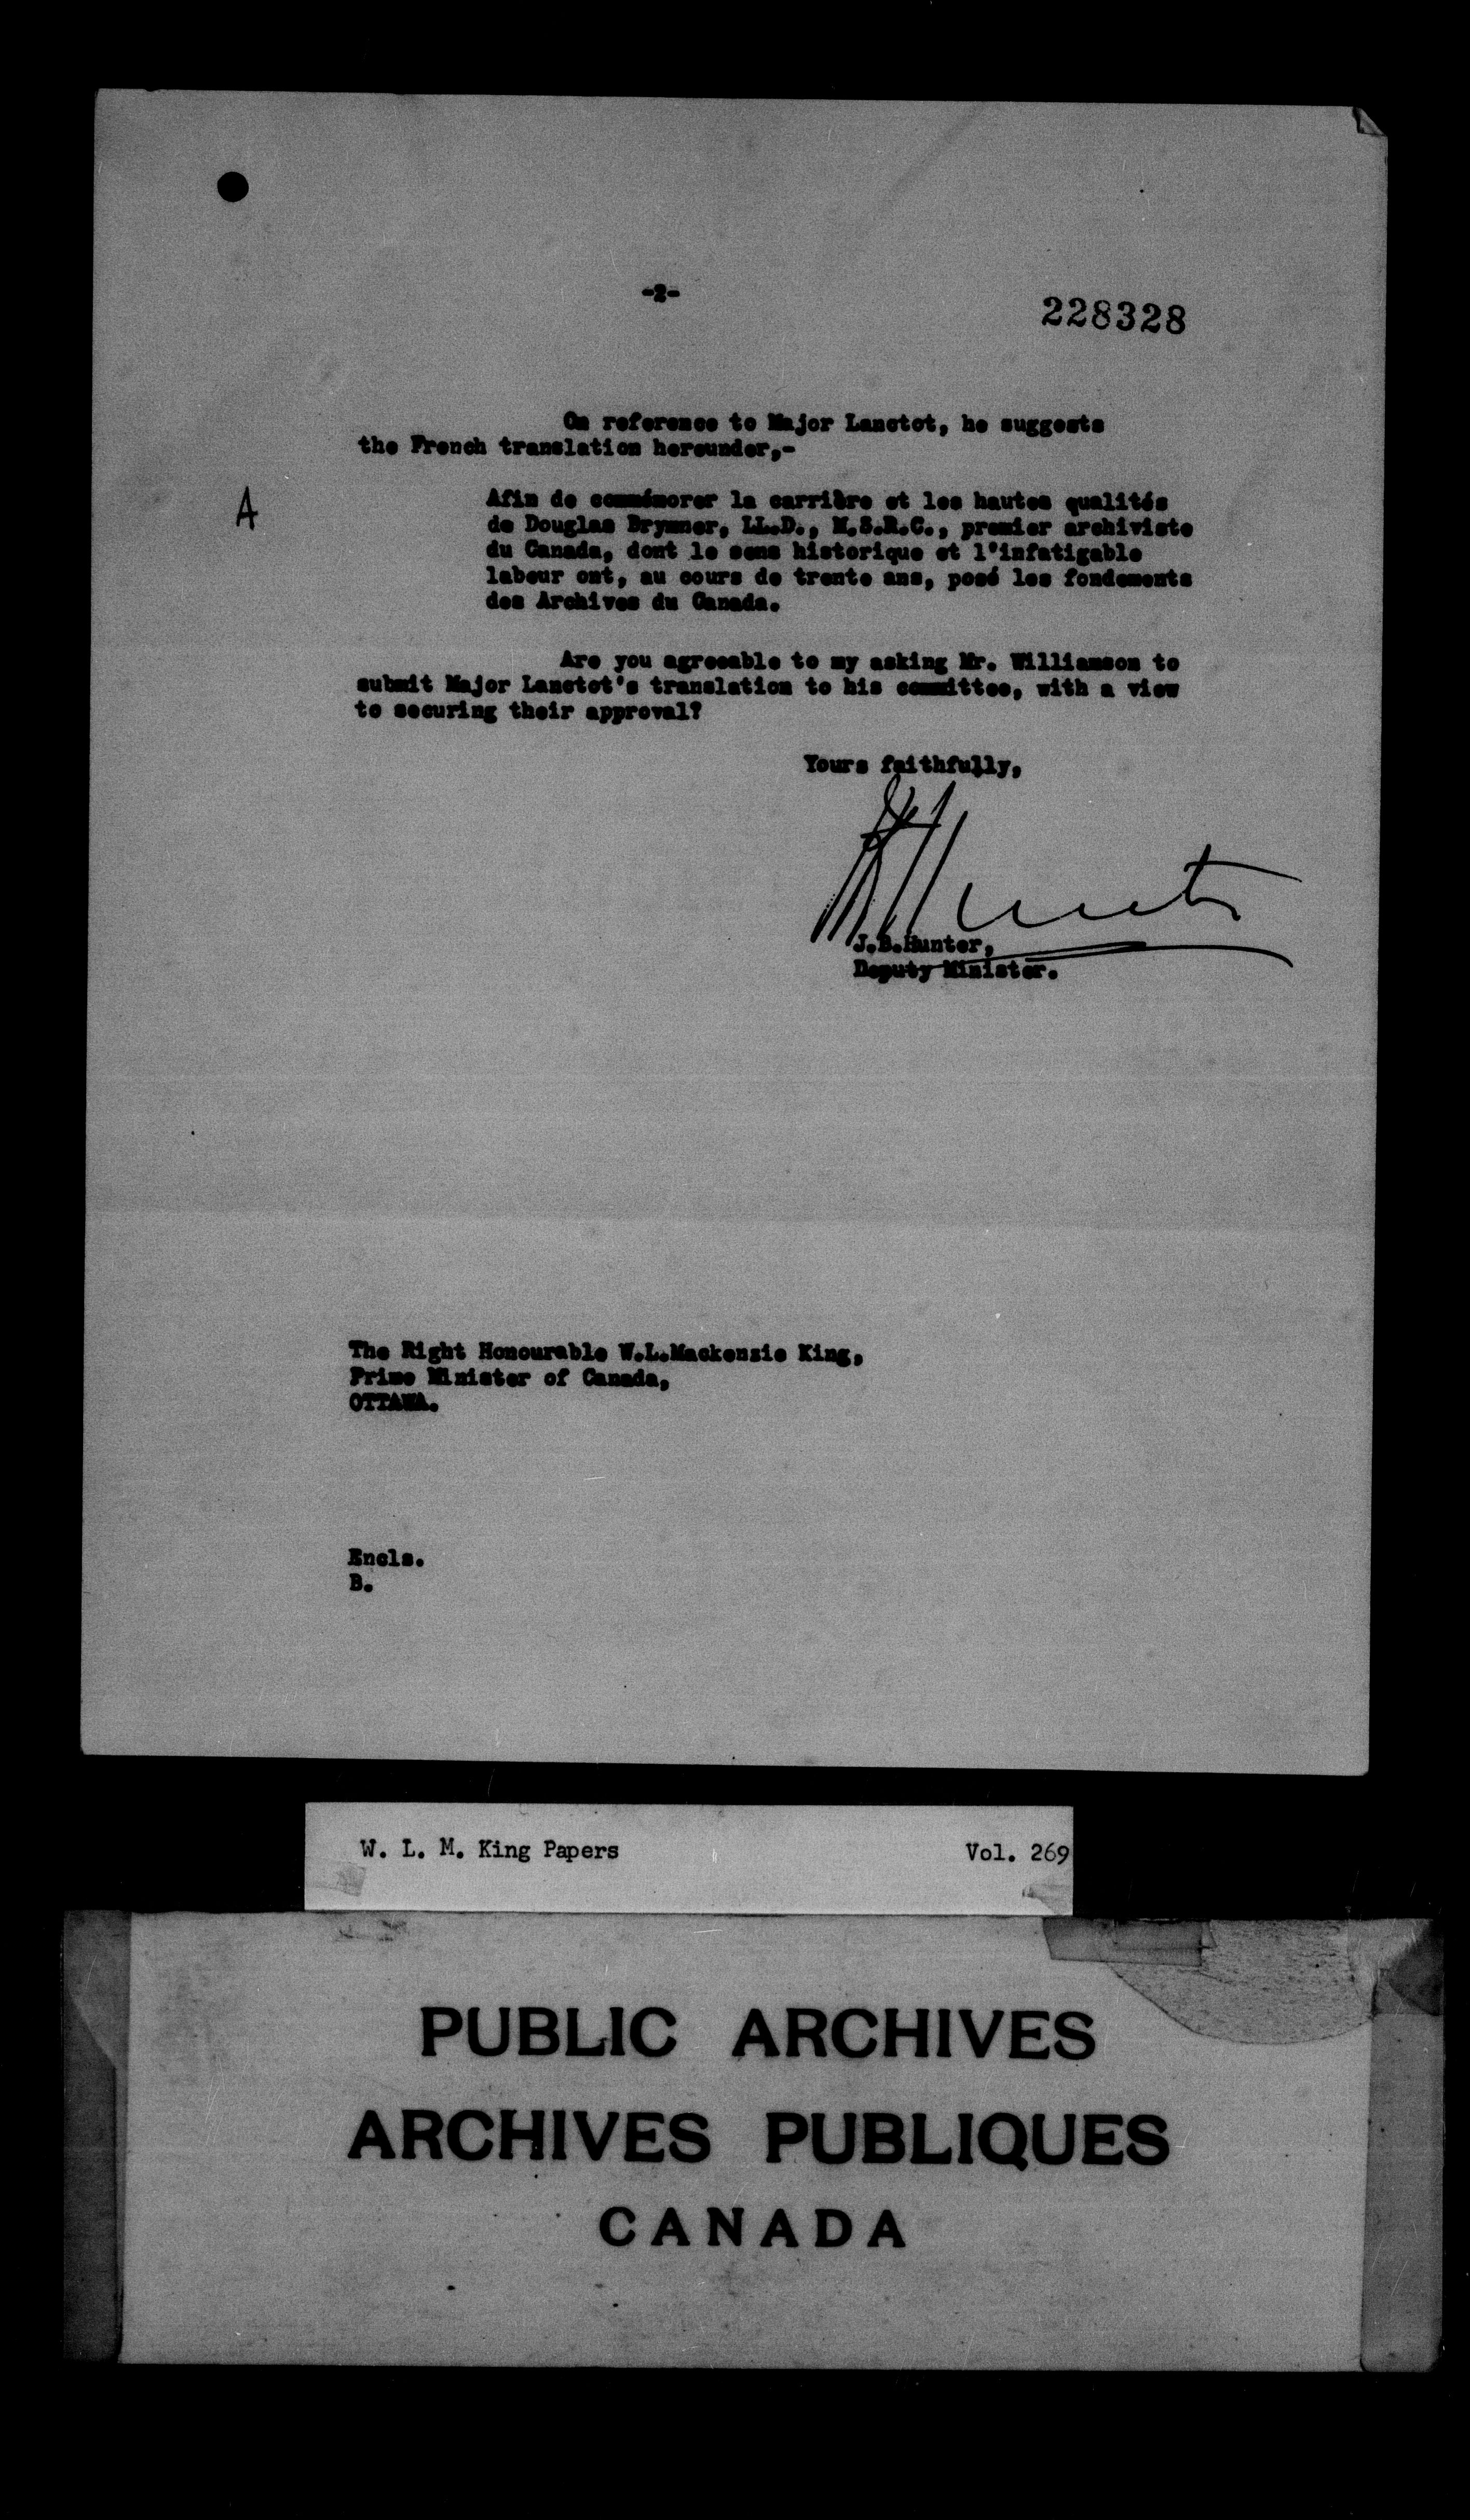 -2-
228328
On reference to Major Lanctot, he suggests
the French translation hereunder,-
A
Afin de commémorer la carrière et les hautes qualités
de Douglas Brymner, LL.D., M.S.R.C., premier archiviste
du Canada, dont le sens historique et l'infatigable
labeur ont, au cours de trente ans, posé les fondements
des Archives du Canada.
Are you agreeable to my asking Mr. Williamson to
submit Major Lanctot's translation to his committee, with a view
to securing their approval?
Yours faithfully,
J.B.Hunter,
Deputy Minister.
The Right Honourable W.L.Mackenzie King,
Prime Minister of Canada,
OTTAWA.
Encls.
B.
W. L. M. King Papers Vol. 269
PUBLIC ARCHIVES
ARCHIVES PUBLIQUES
CANADA